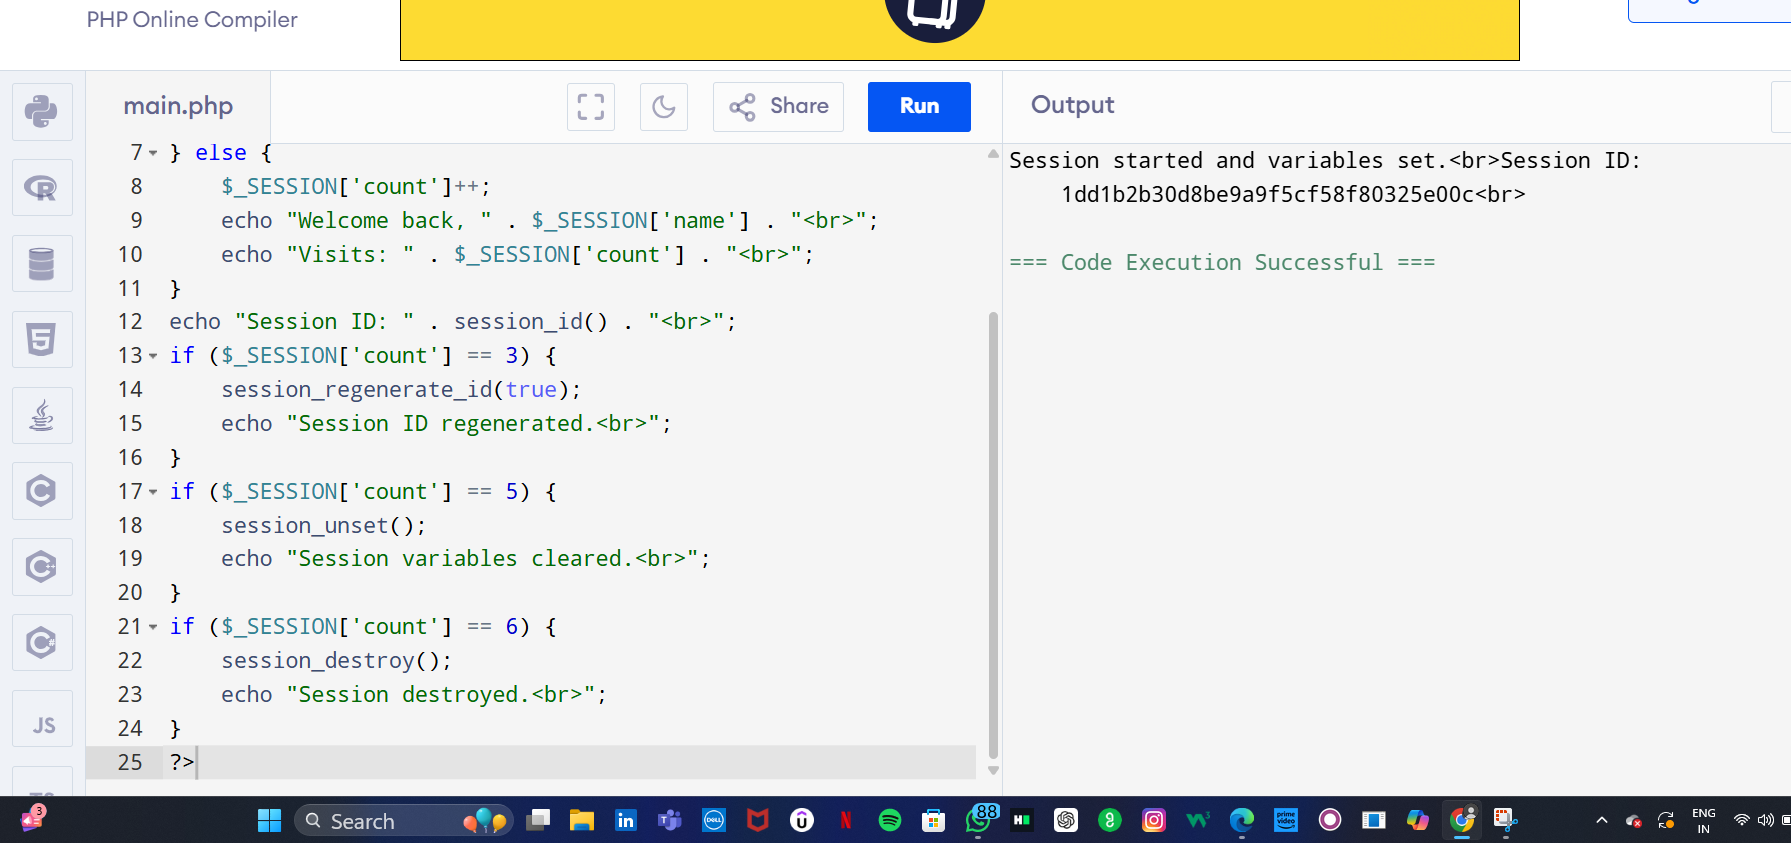 PHP Online Compiler
main.php
Share
Run
Output
7 } else {
8     $_SESSION['count']++;
9     echo "Welcome back, " . $_SESSION['name'] . "<br>";
10     echo "Visits: " . $_SESSION['count'] . "<br>";
11 }
12 echo "Session ID: " . session_id() . "<br>";
13 if ($_SESSION['count'] == 3) {
14     session_regenerate_id(true);
15     echo "Session ID regenerated.<br>";
16 }
17 if ($_SESSION['count'] == 5) {
18     session_unset();
19     echo "Session variables cleared.<br>";
20 }
21 if ($_SESSION['count'] == 6) {
22     session_destroy();
23     echo "Session destroyed.<br>";
24 }
25 ?>
Session started and variables set.<br>Session ID:
    1dd1b2b30d8be9a9f5cf58f80325e00c<br>
=== Code Execution Successful ===
JS
3
Search
88
ENG
IN